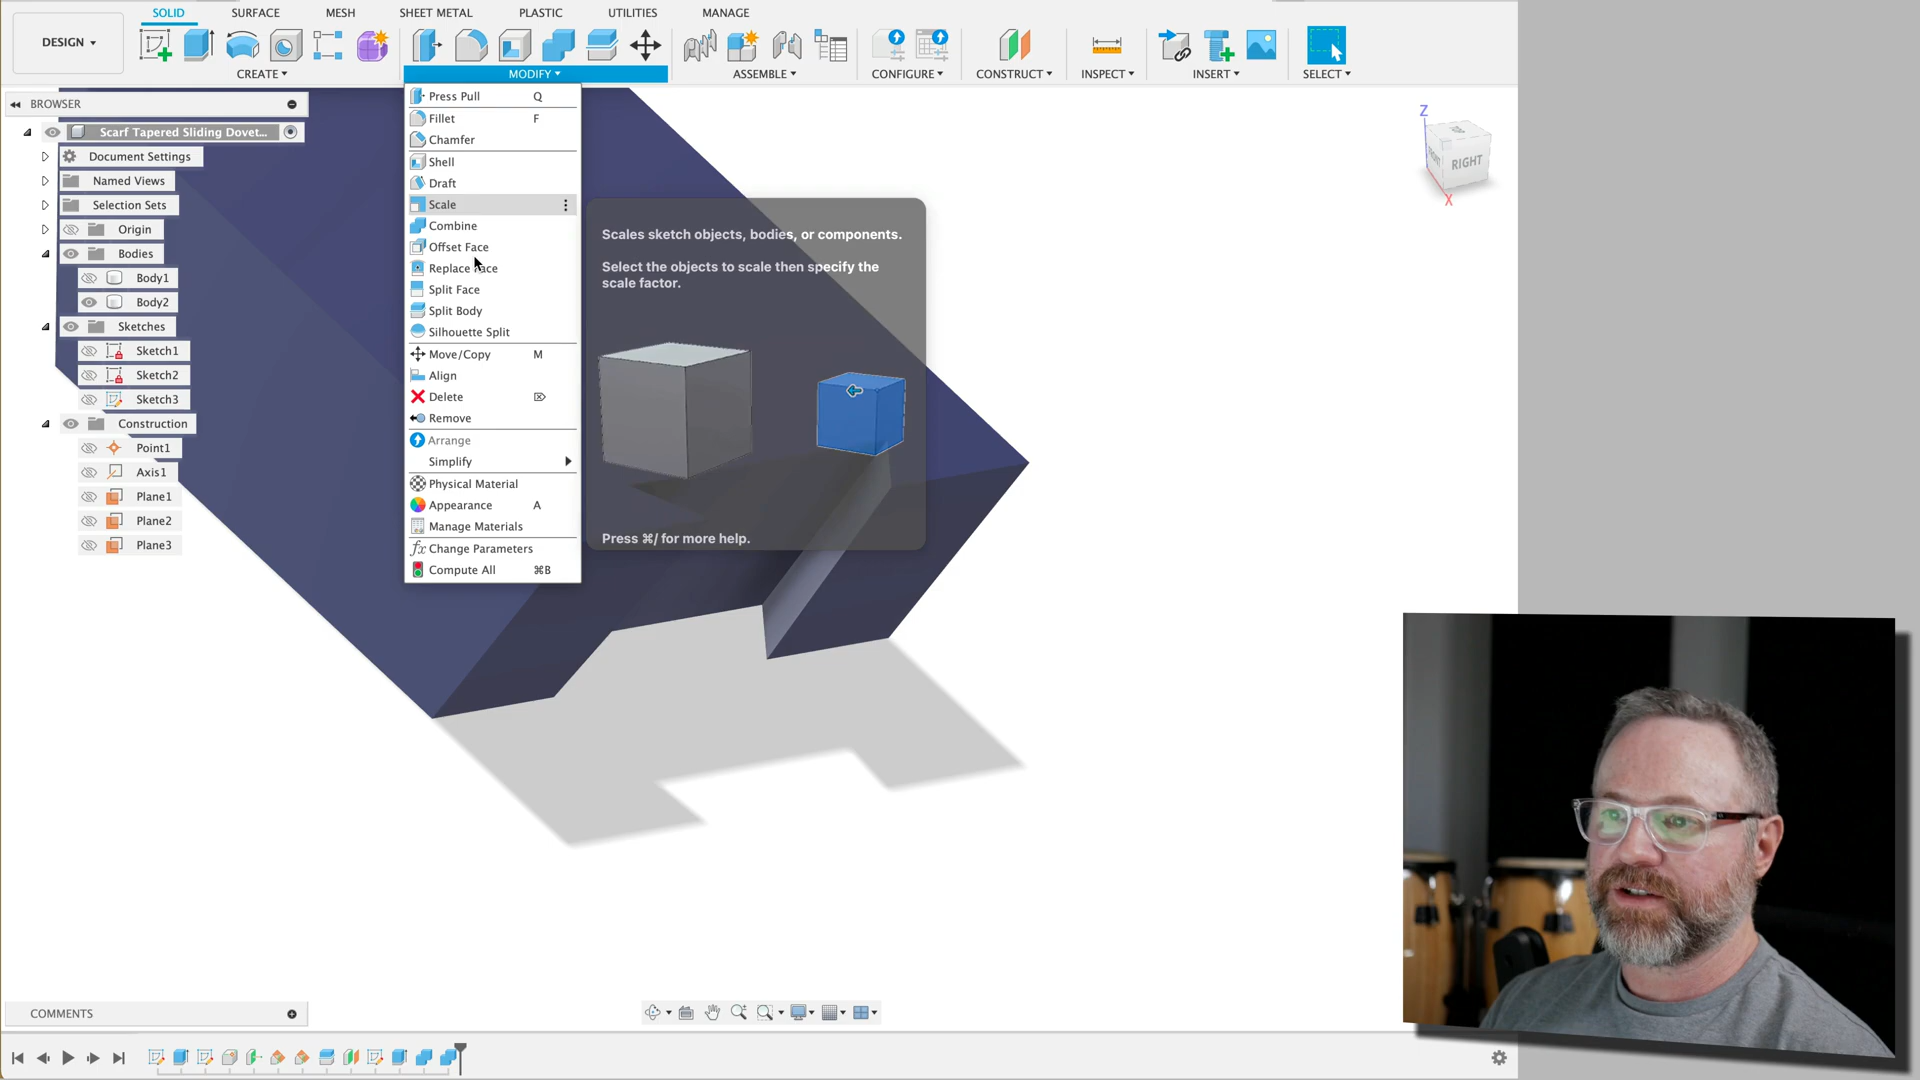 SOLID
SURFACE
MESH
SHEET METAL
PLASTIC
UTILITIES
MANAGE
DESIGN
CREATE
MODIFY
ASSEMBLE
CONFIGURE
CONSTRUCT
INSPECT
INSERT
SELECT
BROWSER
Scarf Tapered Sliding Dovet...
Document Settings
Named Views
Selection Sets
Origin
Bodies
Body1
Body2
Sketches
Sketch1
Sketch2
Sketch3
Construction
Point1
Axis1
Plane1
Plane2
Plane3
Press Pull Q
Fillet F
Chamfer
Shell
Draft
Scale
Combine
Offset Face
Replace Face
Split Face
Split Body
Silhouette Split
Move/Copy M
Align
Delete ⌦
Remove
Arrange
Simplify
Physical Material
Appearance A
Manage Materials
fx Change Parameters
Compute All ⌘B
Scales sketch objects, bodies, or components.
Select the objects to scale then specify the
scale factor.
Press ⌘/ for more help.
Z
FRONT
RIGHT
X
COMMENTS